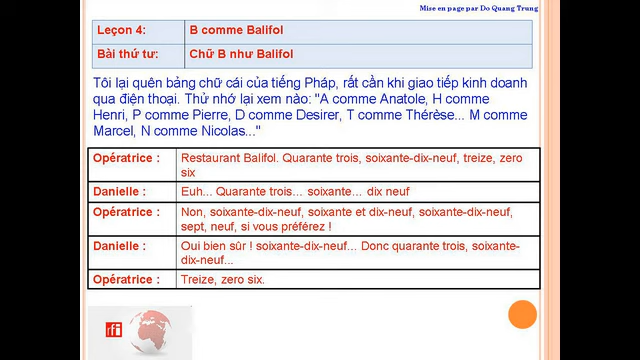 Mise en page par Do Quang Trung
Leçon 4: B comme Balifol
Bài thứ tư: Chữ B như Balifol
Tôi lại quên bảng chữ cái của tiếng Pháp, rất cần khi giao tiếp kinh doanh
qua điện thoại. Thử nhớ lại xem nào: "A comme Anatole, H comme
Henri, P comme Pierre, D comme Desirer, T comme Thérèse... M comme
Marcel, N comme Nicolas..."
Opératrice : Restaurant Balifol. Quarante trois, soixante-dix-neuf, treize, zero
six
Danielle : Euh... Quarante trois... soixante... dix neuf
Opératrice : Non, soixante-dix-neuf, soixante et dix-neuf, soixante-dix-neuf,
sept, neuf, si vous préférez !
Danielle : Oui bien sûr ! soixante-dix-neuf... Donc quarante trois, soixante-
dix-neuf...
Opératrice : Treize, zero six.
rfi